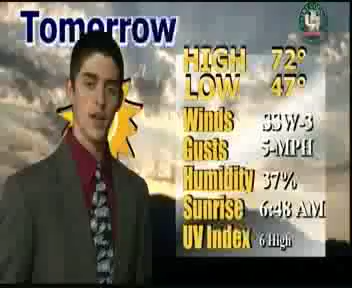 Tomorrow
HIGH 72°
LOW 47°
Winds SSW-3
Gusts 5-MPH
Humidity 37%
Sunrise 6:48 AM
UV Index 6 High